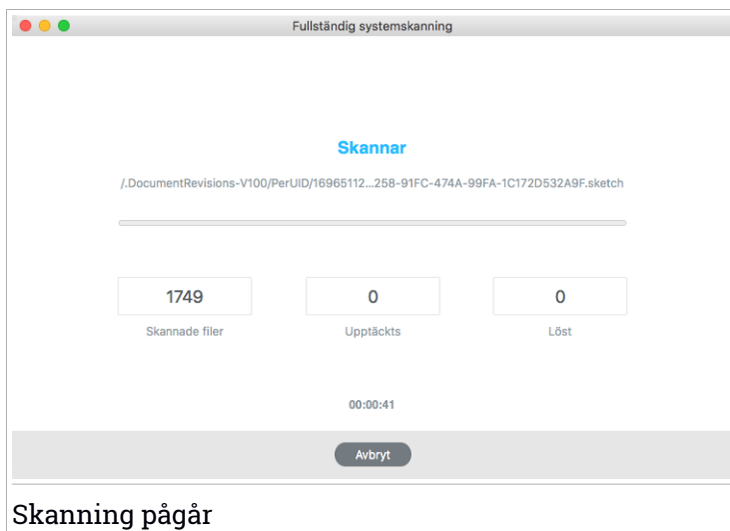 Fullständig systemskanning
Skannar
/.DocumentRevisions-V100/PerUID/16965112...258-91FC-474A-99FA-1C172D532A9F.sketch
1749
0
0
Skannade filer
Upptäckts
Löst
00:00:41
Avbryt
Skanning pågår